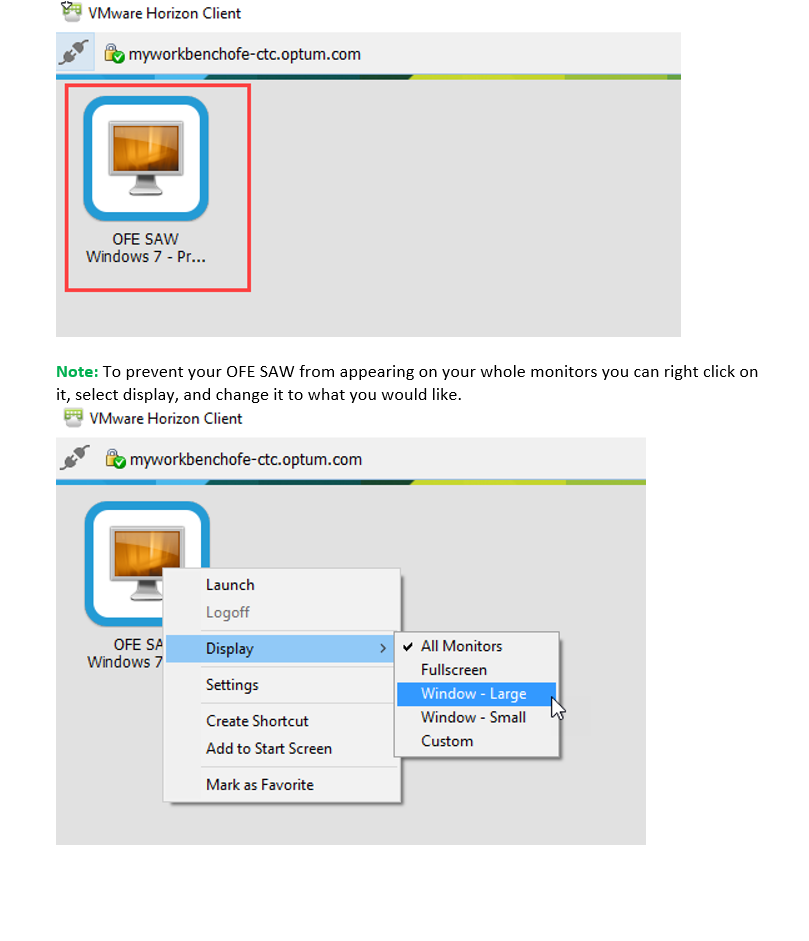 VMware Horizon Client
myworkbenchofe-ctc.optum.com
OFE SAW
Windows 7 - Pr...
Note: To prevent your OFE SAW from appearing on your whole monitors you can right click on
it, select display, and change it to what you would like.
VMware Horizon Client
myworkbenchofe-ctc.optum.com
OFE SA
Windows 7
Launch
Logoff
Display
Settings
Create Shortcut
Add to Start Screen
Mark as Favorite
All Monitors
Fullscreen
Window - Large
Window - Small
Custom